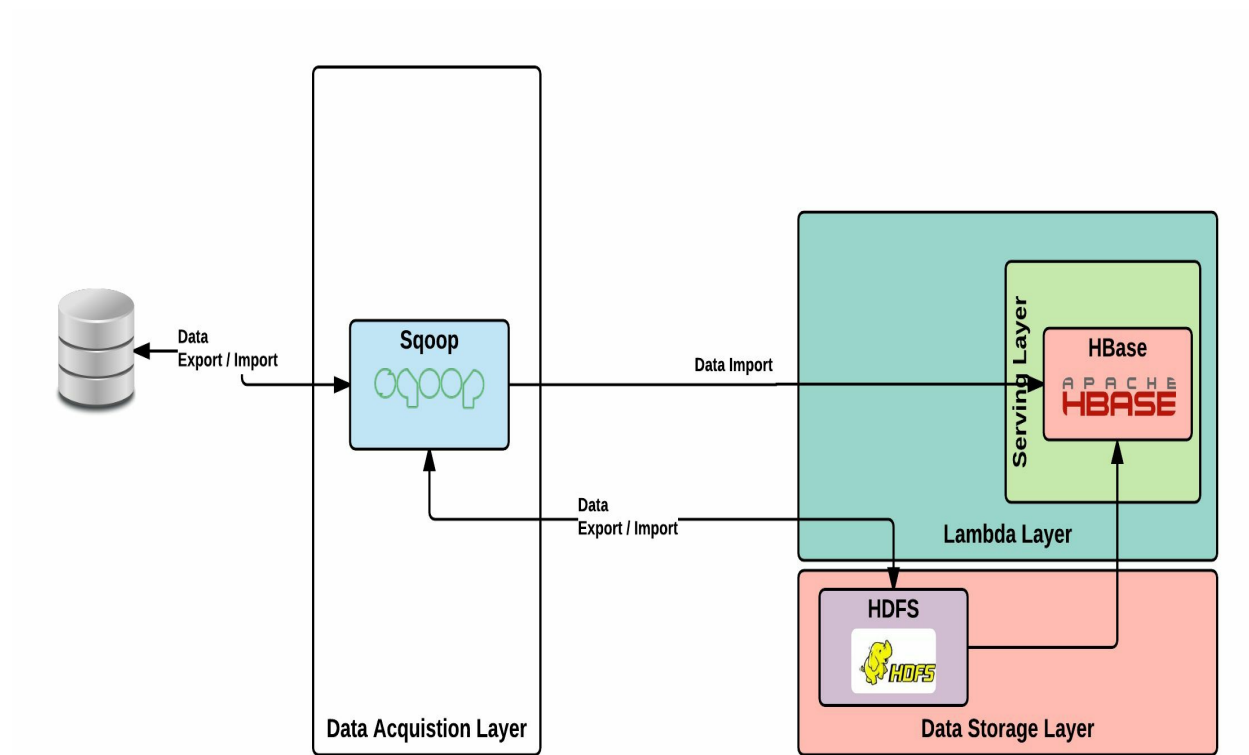 Data
Export / Import
Sqoop
sqoop
Data Import
Serving Layer
HBase
APACHE
HBASE
Data
Export / Import
Lambda Layer
HDFS
HDFS
Data Acquistion Layer
Data Storage Layer